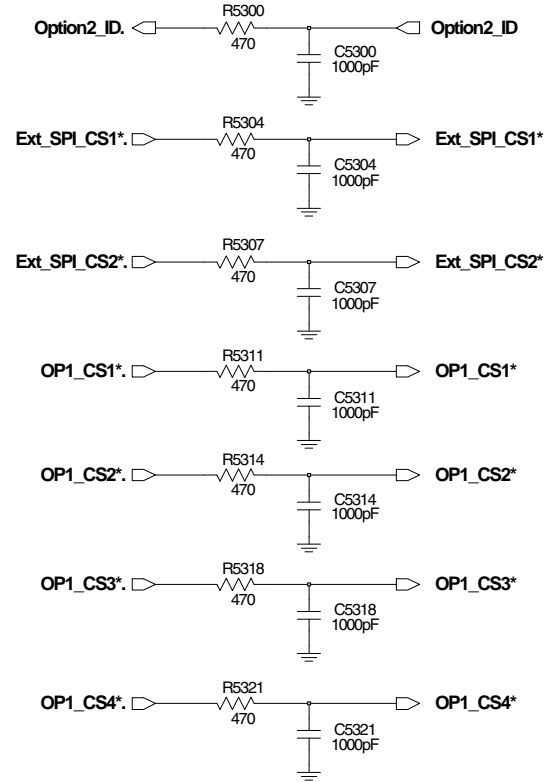 R5300
Option2_ID. Option2_ID
470
C5300
1000pF
R5304
Ext_SPI_CS1*. Ext_SPI_CS1*
470
C5304
1000pF
R5307
Ext_SPI_CS2*. Ext_SPI_CS2*
470
C5307
1000pF
R5311
OP1_CS1*. OP1_CS1*
470
C5311
1000pF
R5314
OP1_CS2*. OP1_CS2*
470
C5314
1000pF
R5318
OP1_CS3*. OP1_CS3*
470
C5318
1000pF
R5321
OP1_CS4*. OP1_CS4*
470
C5321
1000pF